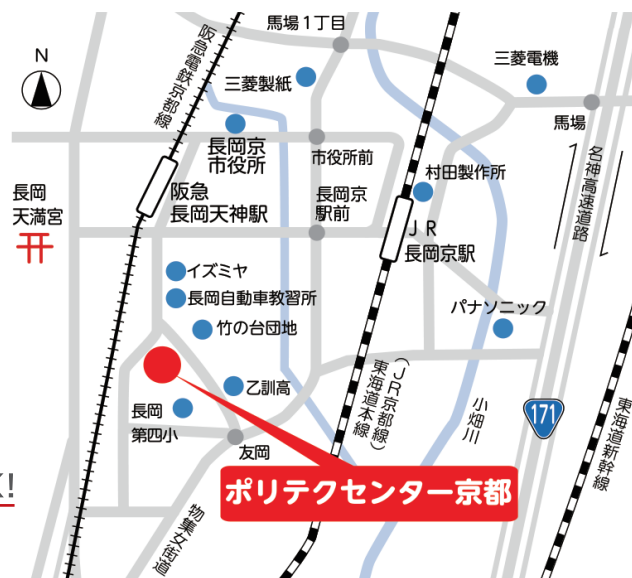 馬場1丁目
阪急電鉄京都線
N
三菱製紙
三菱電機
馬場
長岡京
市役所
市役所前
村田製作所
名神高速道路
阪急
長岡天神駅
長岡京
駅前
長岡
天満宮
JR
長岡京駅
イズミヤ
長岡自動車教習所
パナソニック
竹の台団地
乙訓高
長岡
第四小
友岡
(JR京都線)
東海道本線
小畑川
171
東海道新幹線
ポリテクセンター京都
物集女街道
!